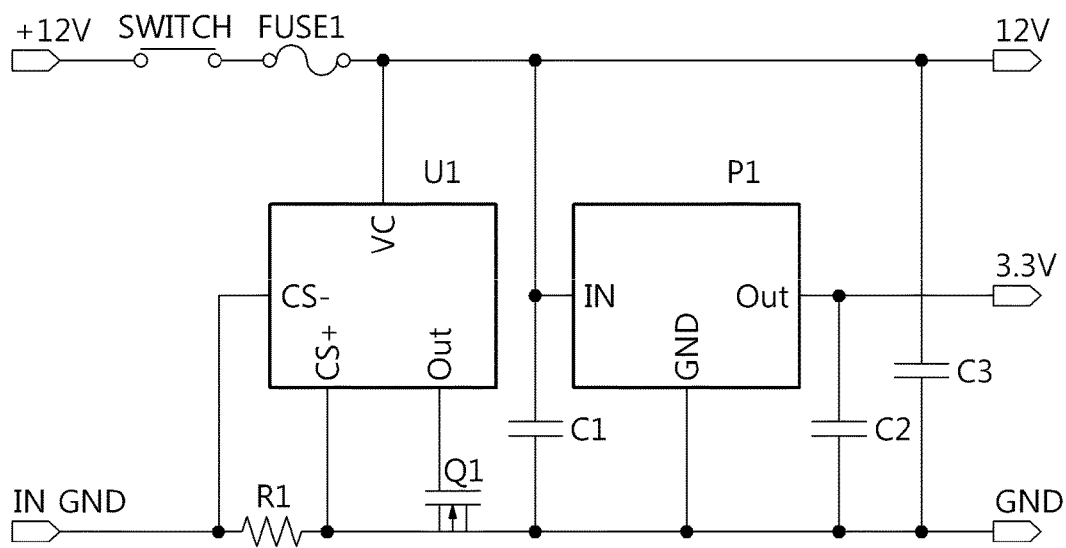 +12V SWITCH FUSE1 12V
U1 P1
VC
CS- IN Out 3.3V
CS+ Out GND
C3
C1 C2
Q1
IN GND R1 GND